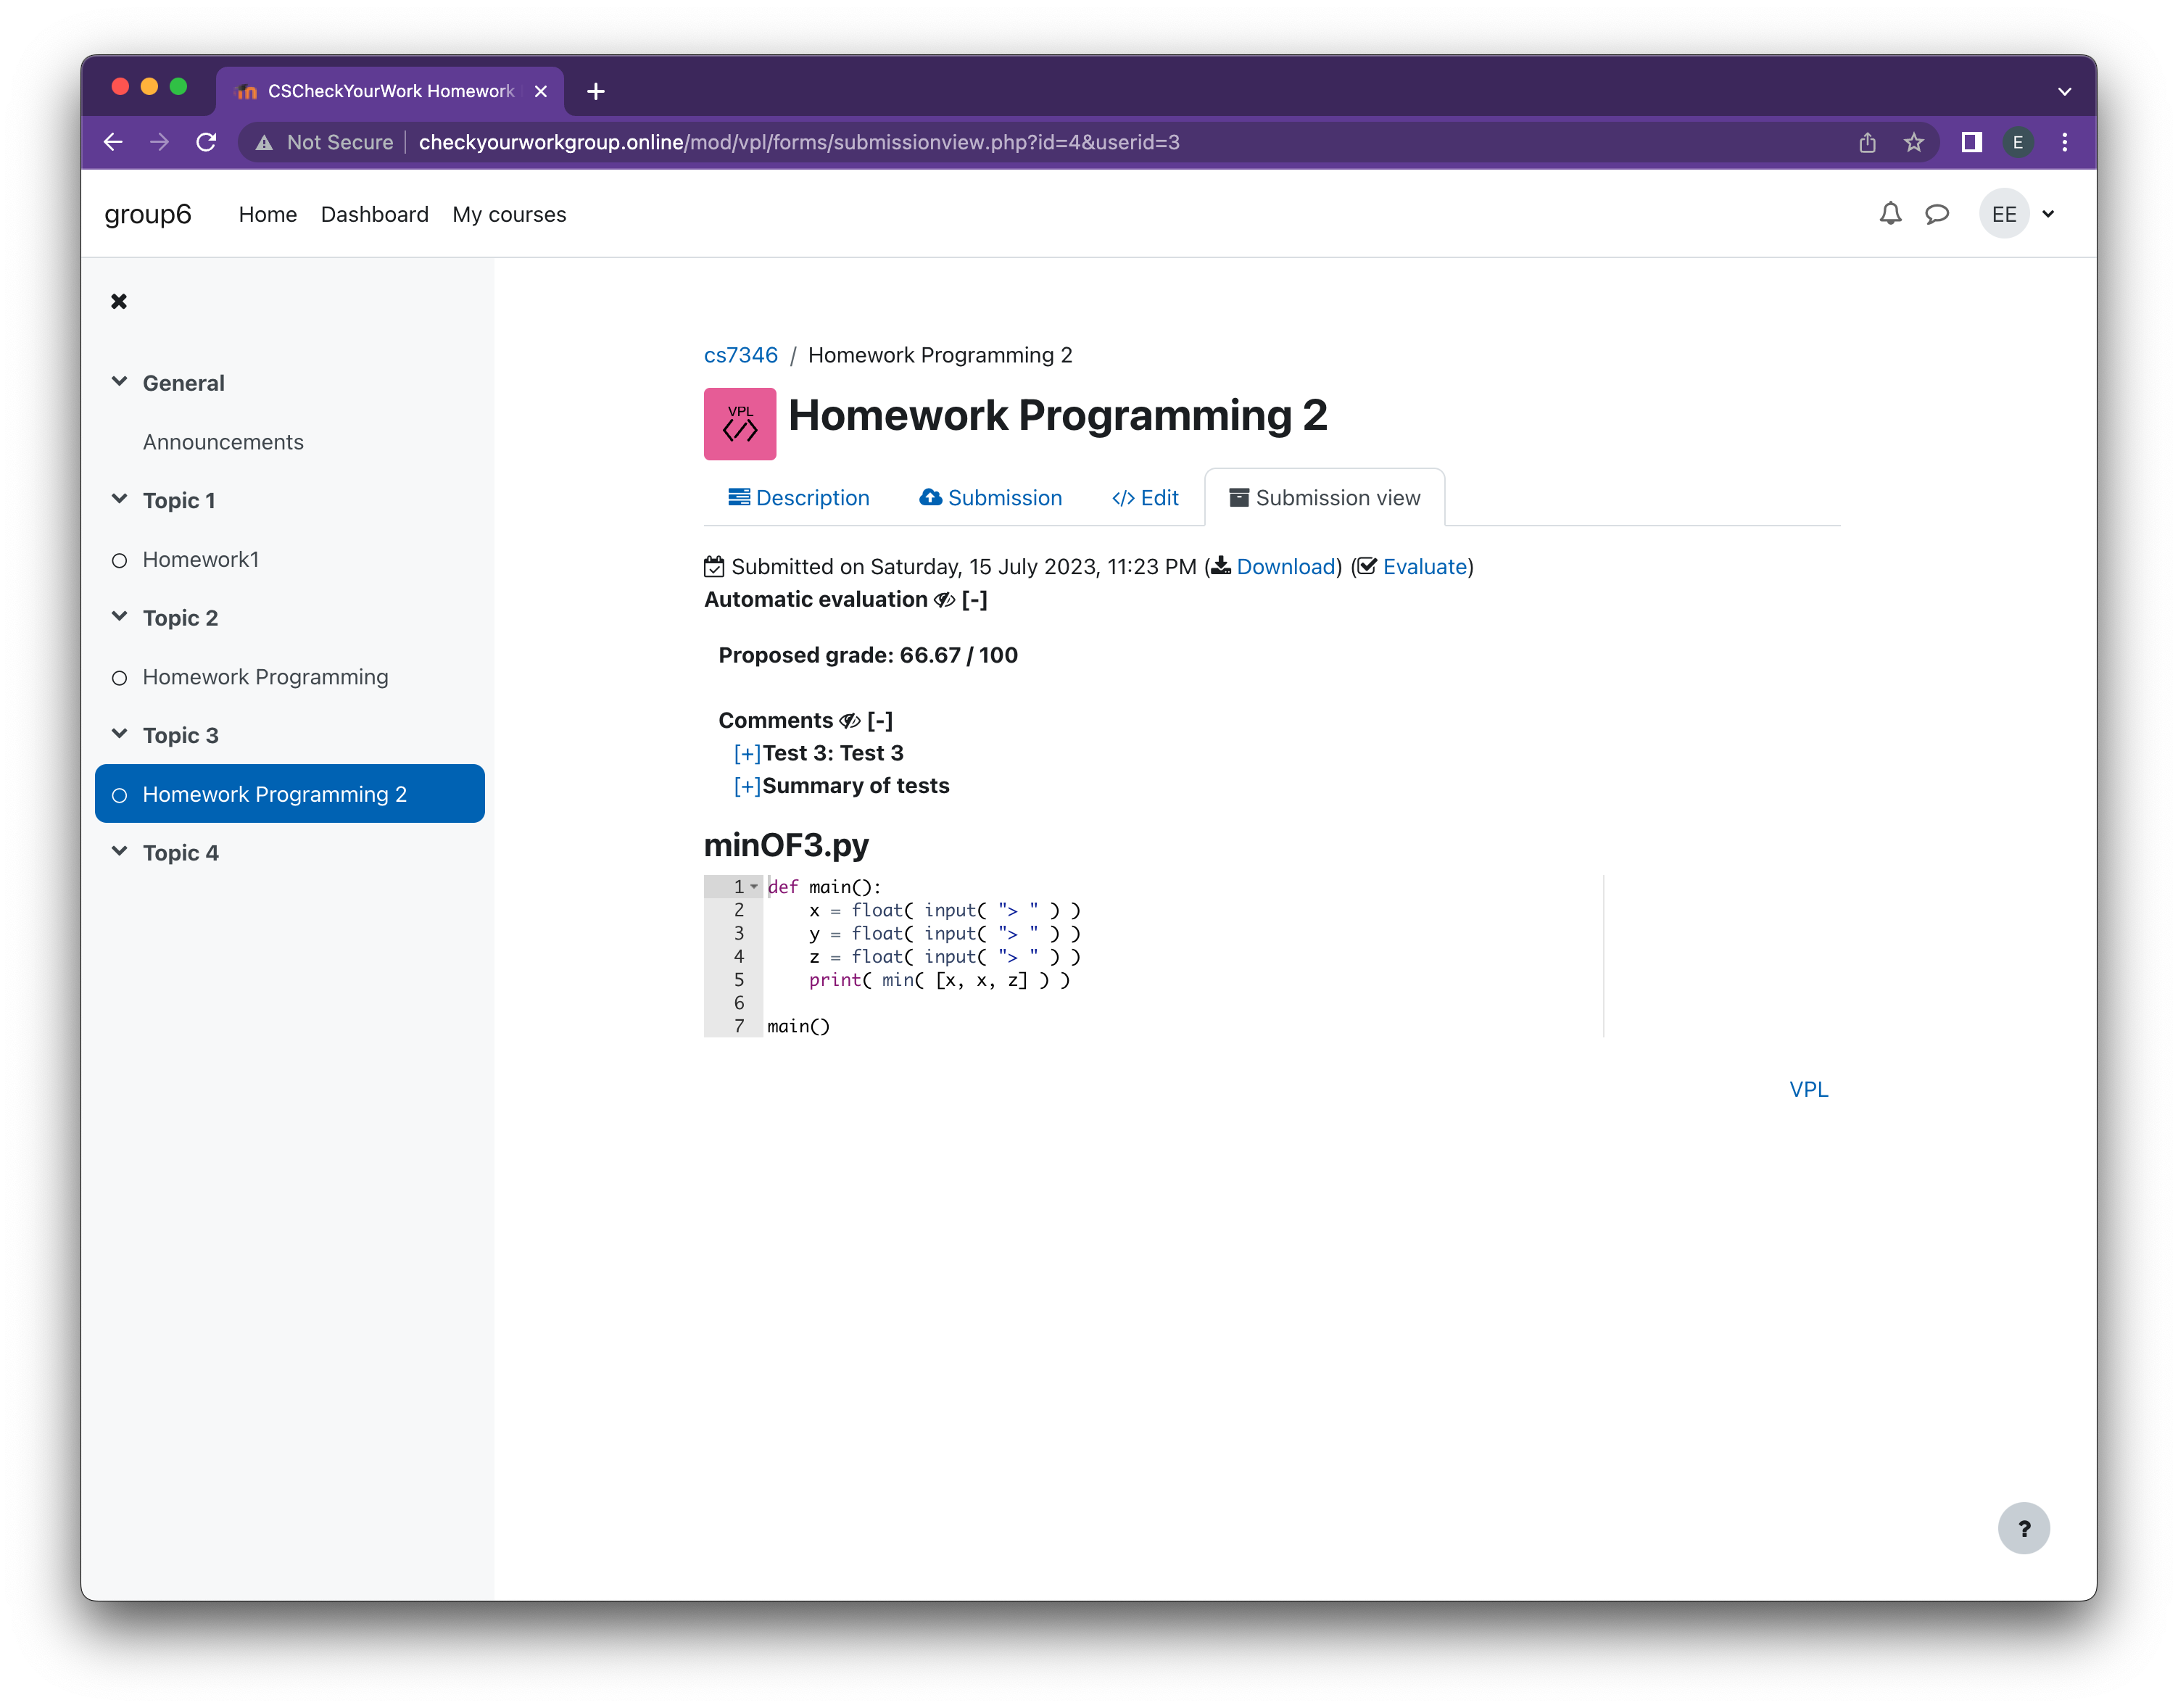 CSCheckYourWork Homework
Not Secure | checkyourworkgroup.online/mod/vpl/forms/submissionview.php?id=4&userid=3
E
group6 Home Dashboard My courses
EE
General
Announcements
Topic 1
Homework1
Topic 2
Homework Programming
Topic 3
Homework Programming 2
Topic 4
cs7346 / Homework Programming 2
VPL
</>
Homework Programming 2
Description Submission </> Edit Submission view
Submitted on Saturday, 15 July 2023, 11:23 PM (Download) (Evaluate)
Automatic evaluation [-]
Proposed grade: 66.67 / 100
Comments [-]
[+]Test 3: Test 3
[+]Summary of tests
minOF3.py
1 def main():
2     x = float( input( "> " ) )
3     y = float( input( "> " ) )
4     z = float( input( "> " ) )
5     print( min( [x, x, z] ) )
6
7 main()
VPL
?